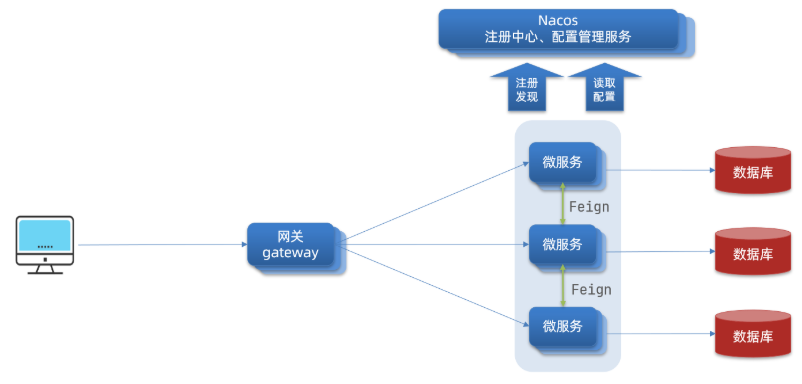 Nacos
注册中心、配置管理服务
注册
发现
读取
配置
微服务
数据库
Feign
网关
gateway
微服务
数据库
Feign
微服务
数据库